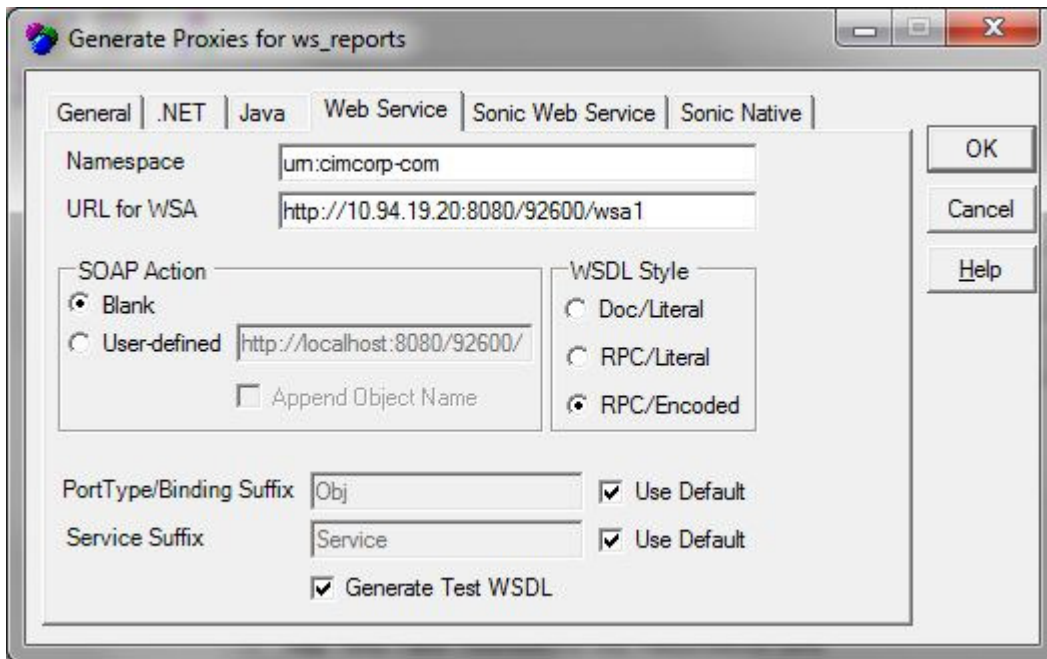 Generate Proxies for ws_reports
General .NET Java Web Service Sonic Web Service Sonic Native
Namespace urn:cimcorp-com
URL for WSA http://10.94.19.20:8080/92600/wsa1
OK
Cancel
Help
SOAP Action
Blank
User-defined http://localhost:8080/92600/
Append Object Name
WSDL Style
Doc/Literal
RPC/Literal
RPC/Encoded
PortType/Binding Suffix Obj Use Default
Service Suffix Service Use Default
Generate Test WSDL